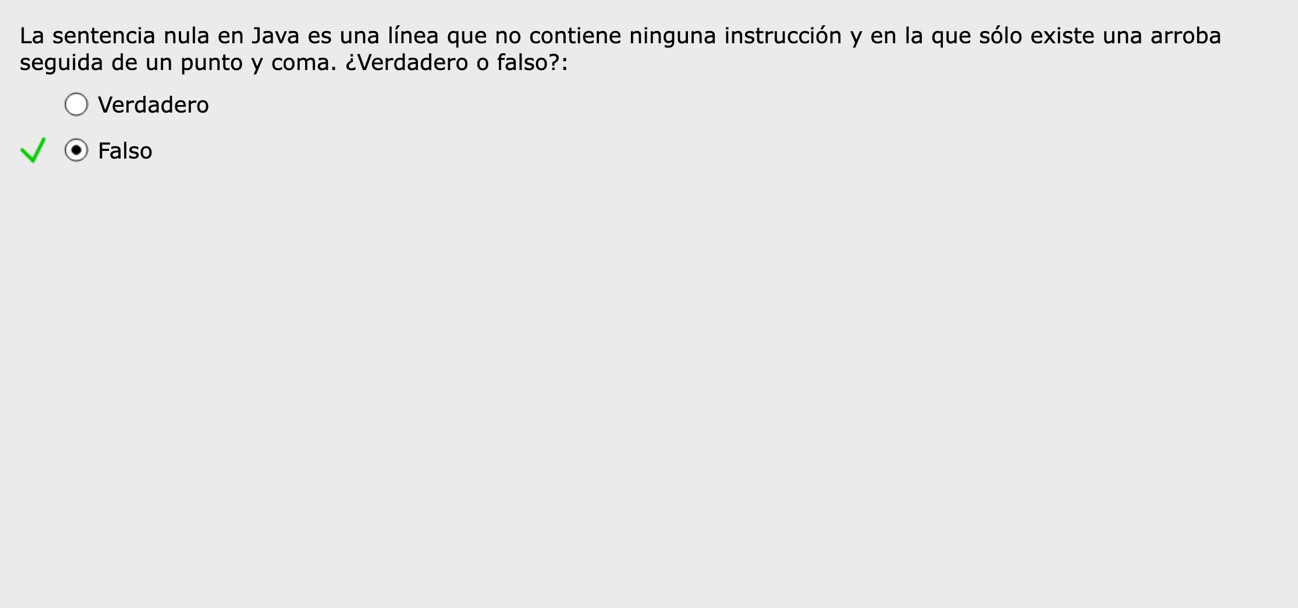 La sentencia nula en Java es una línea que no contiene ninguna instrucción y en la que sólo existe una arroba
seguida de un punto y coma. ¿Verdadero o falso?:
Verdadero
Falso